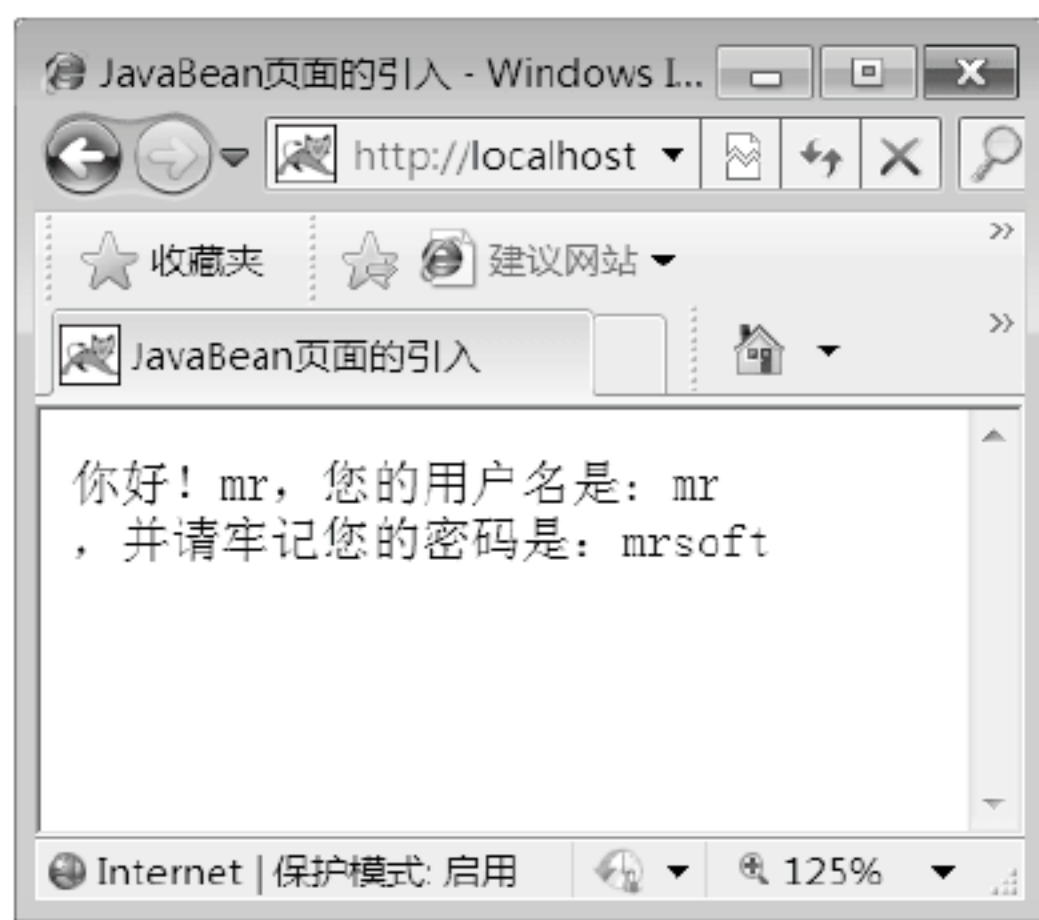 JavaBean页面的引入 - Windows I...
http://localhost
收藏夹 建议网站
JavaBean页面的引入
你好！mr，您的用户名是：mr
，并请牢记您的密码是：mrsoft
Internet | 保护模式: 启用 125%